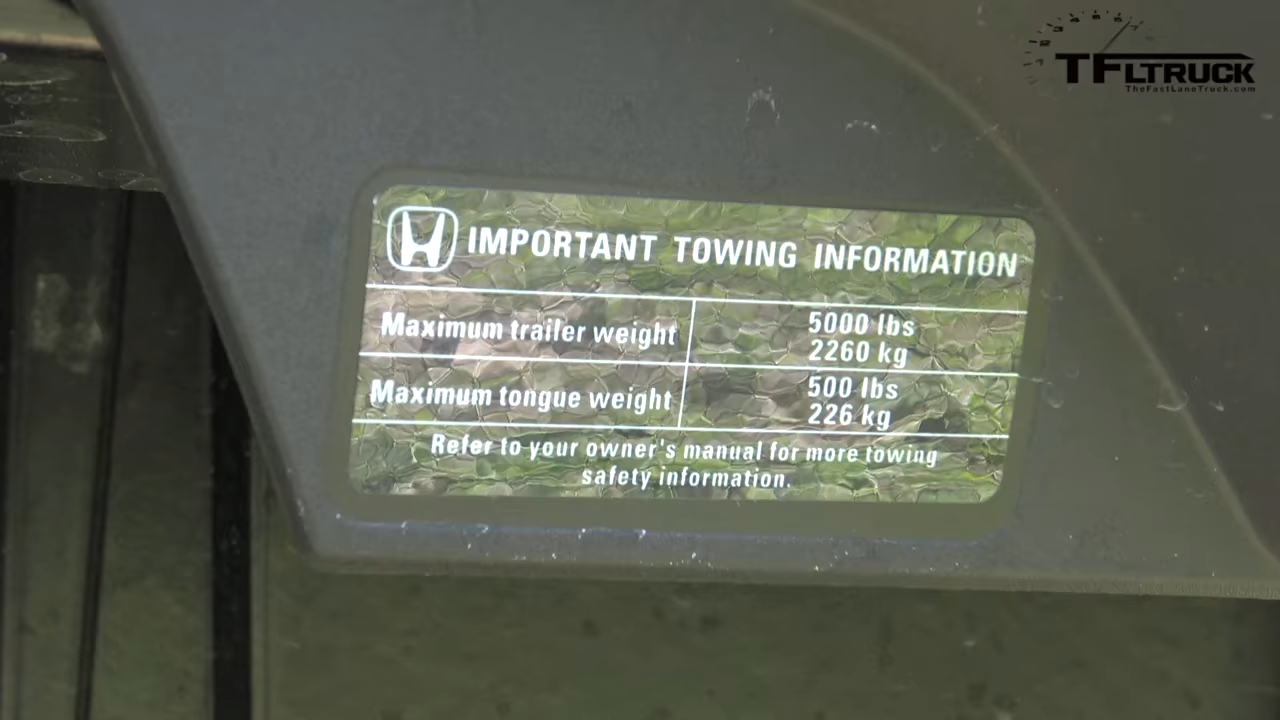 TFLTRUCK
TheFastLaneTruck.com
IMPORTANT TOWING INFORMATION
Maximum trailer weight 5000 lbs
2260 kg
Maximum tongue weight 500 lbs
226 kg
Refer to your owner's manual for more towing
safety information.